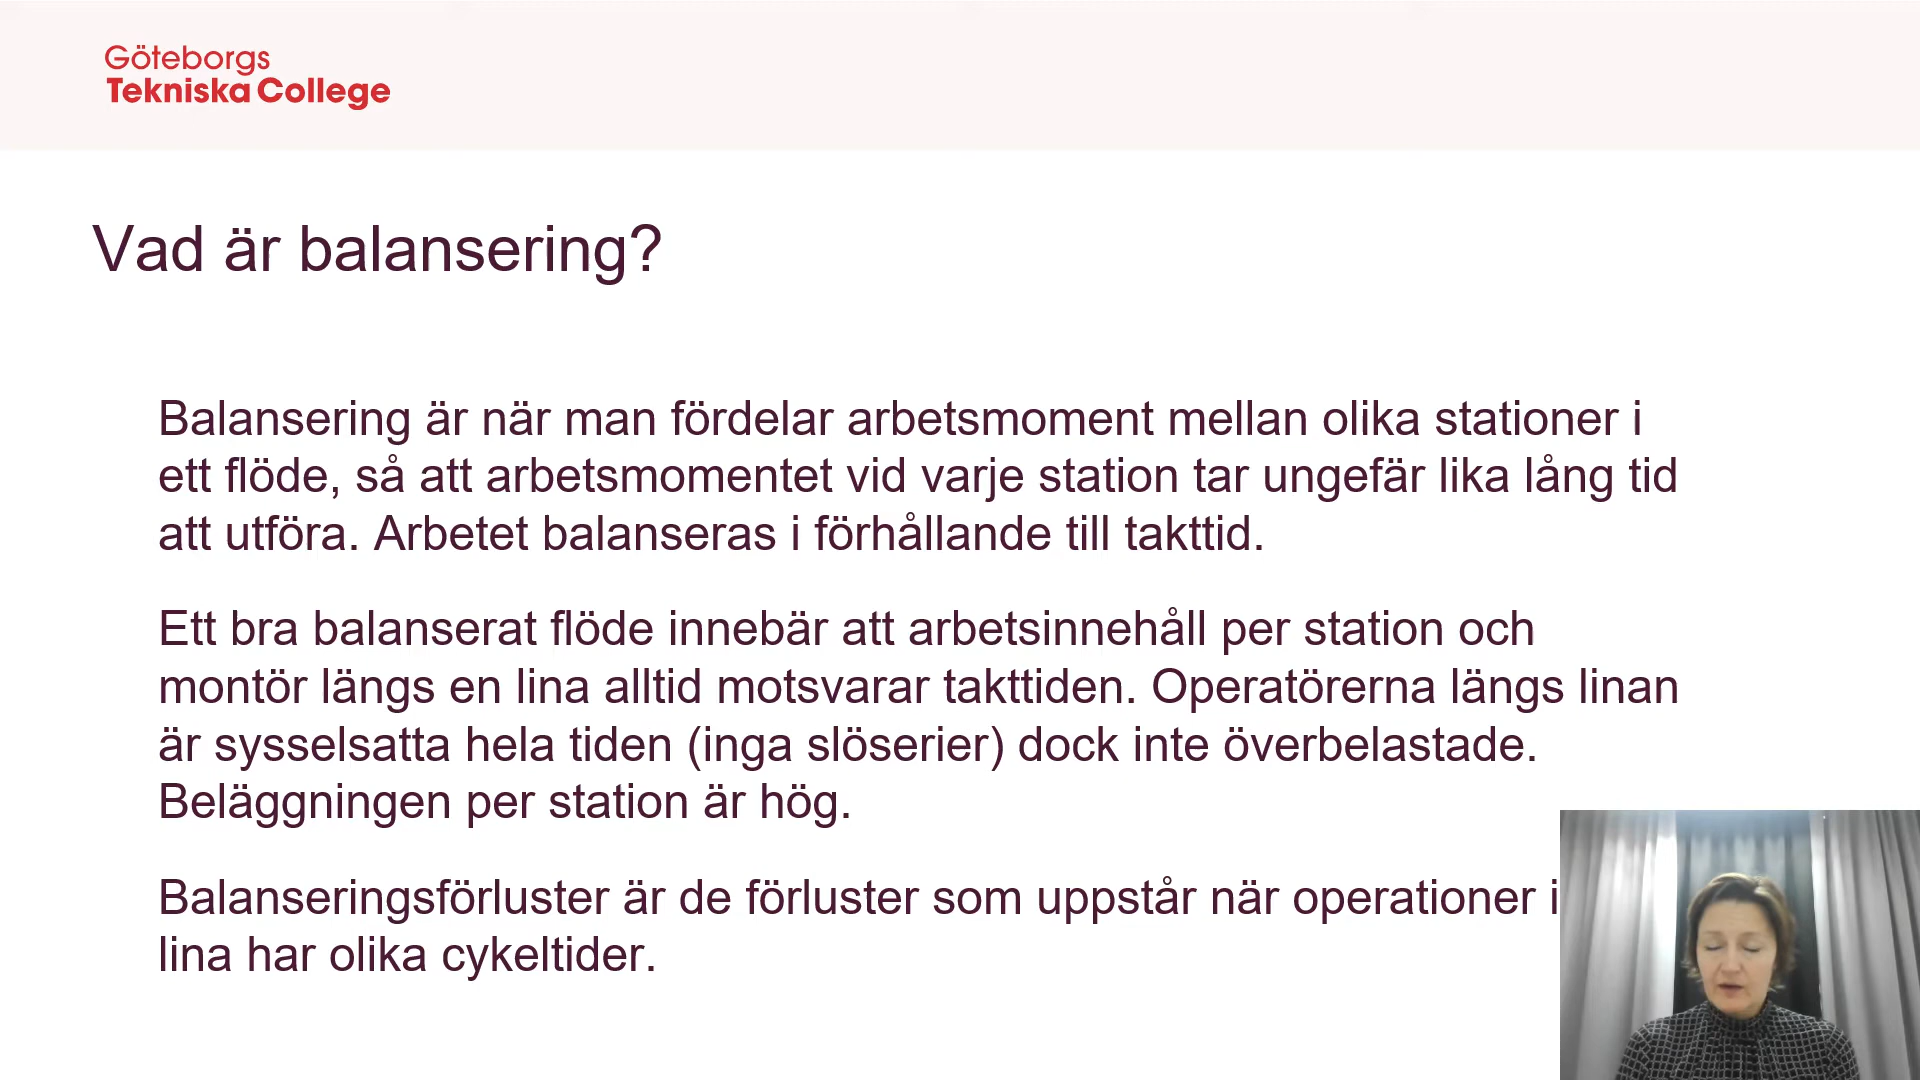 Göteborgs
Tekniska College
Vad är balansering?
Balansering är när man fördelar arbetsmoment mellan olika stationer i
ett flöde, så att arbetsmomentet vid varje station tar ungefär lika lång tid
att utföra. Arbetet balanseras i förhållande till takttid.
Ett bra balanserat flöde innebär att arbetsinnehåll per station och
montör längs en lina alltid motsvarar takttiden. Operatörerna längs linan
är sysselsatta hela tiden (inga slöserier) dock inte överbelastade.
Beläggningen per station är hög.
Balanseringsförluster är de förluster som uppstår när operationer i
lina har olika cykeltider.